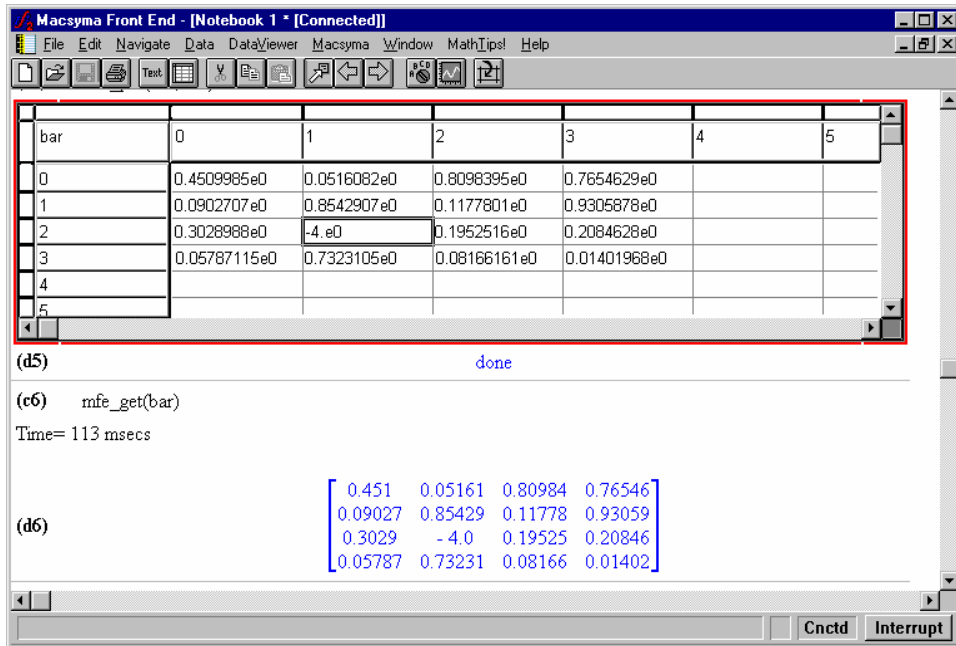 Macsyma Front End - [Notebook 1 * [Connected]]
File Edit Navigate Data DataViewer Macsyma Window MathTips! Help
Text
bar 0 1 2 3 4 5
0 0.4509985e0 0.0516082e0 0.8098395e0 0.7654629e0
1 0.0902707e0 0.8542907e0 0.1177801e0 0.9305878e0
2 0.3028988e0 -4.e0 0.1952516e0 0.2084628e0
3 0.05787115e0 0.7323105e0 0.08166161e0 0.01401968e0
4
5
(d5) done
(c6) mfe_get(bar)
Time= 113 msecs
0.451 0.05161 0.80984 0.76546
0.09027 0.85429 0.11778 0.93059
(d6)
0.3029 - 4.0 0.19525 0.20846
0.05787 0.73231 0.08166 0.01402
Cnctd Interrupt